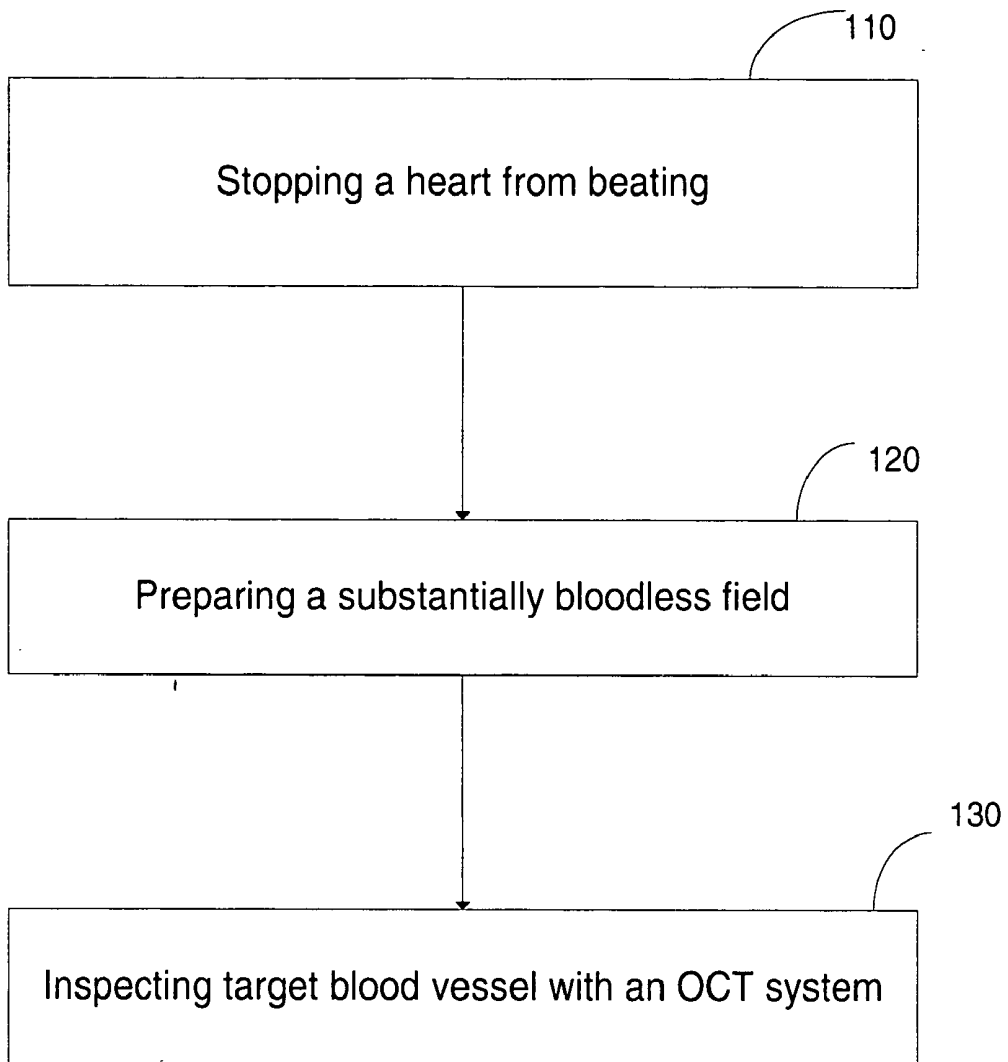 110
Stopping a heart from beating
120
Preparing a substantially bloodless field
130
Inspecting target blood vessel with an OCT system